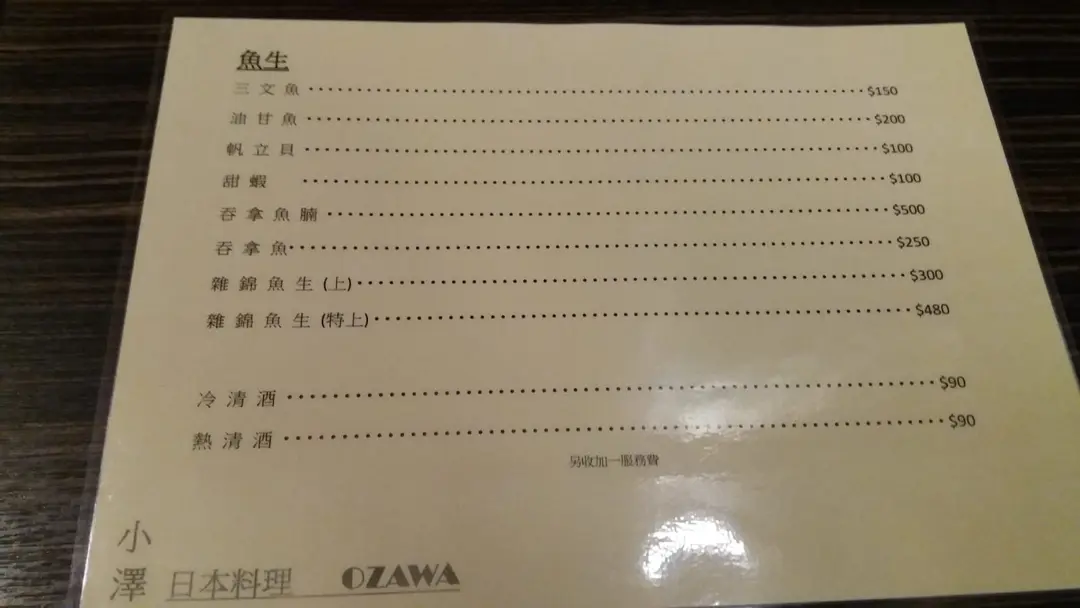 魚生
三文魚 $150
油甘魚 $200
帆立貝 $100
甜蝦 $100
吞拿魚腩 $500
吞拿魚 $250
雜錦魚生 (上) $300
雜錦魚生 (特上) $480
冷清酒 $90
熱清酒 $90
另收加一服務費
小澤 日本料理 OZAWA